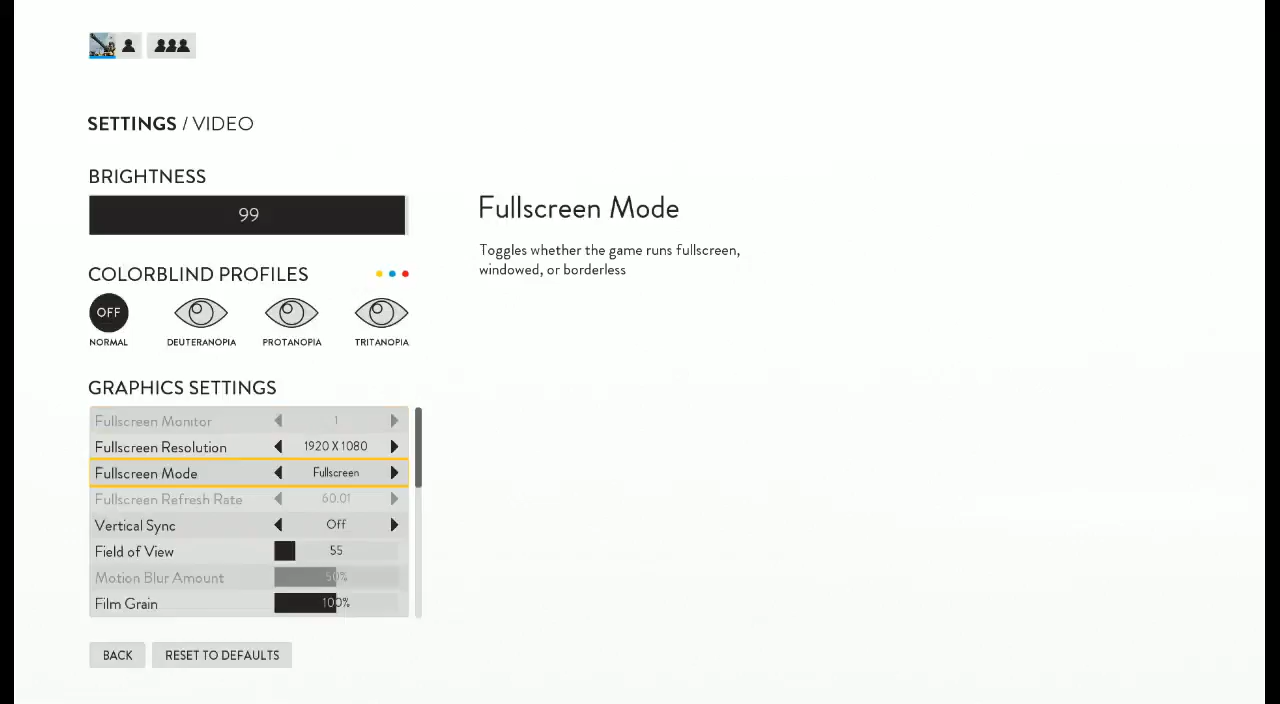 SETTINGS / VIDEO
BRIGHTNESS
99
COLORBLIND PROFILES
OFF
NORMAL DEUTERANOPIA PROTANOPIA TRITANOPIA
GRAPHICS SETTINGS
Fullscreen Monitor 1
Fullscreen Resolution 1920 X 1080
Fullscreen Mode Fullscreen
Fullscreen Refresh Rate 60.01
Vertical Sync Off
Field of View 55
Motion Blur Amount 50%
Film Grain 100%
BACK RESET TO DEFAULTS
Fullscreen Mode
Toggles whether the game runs fullscreen,
windowed, or borderless